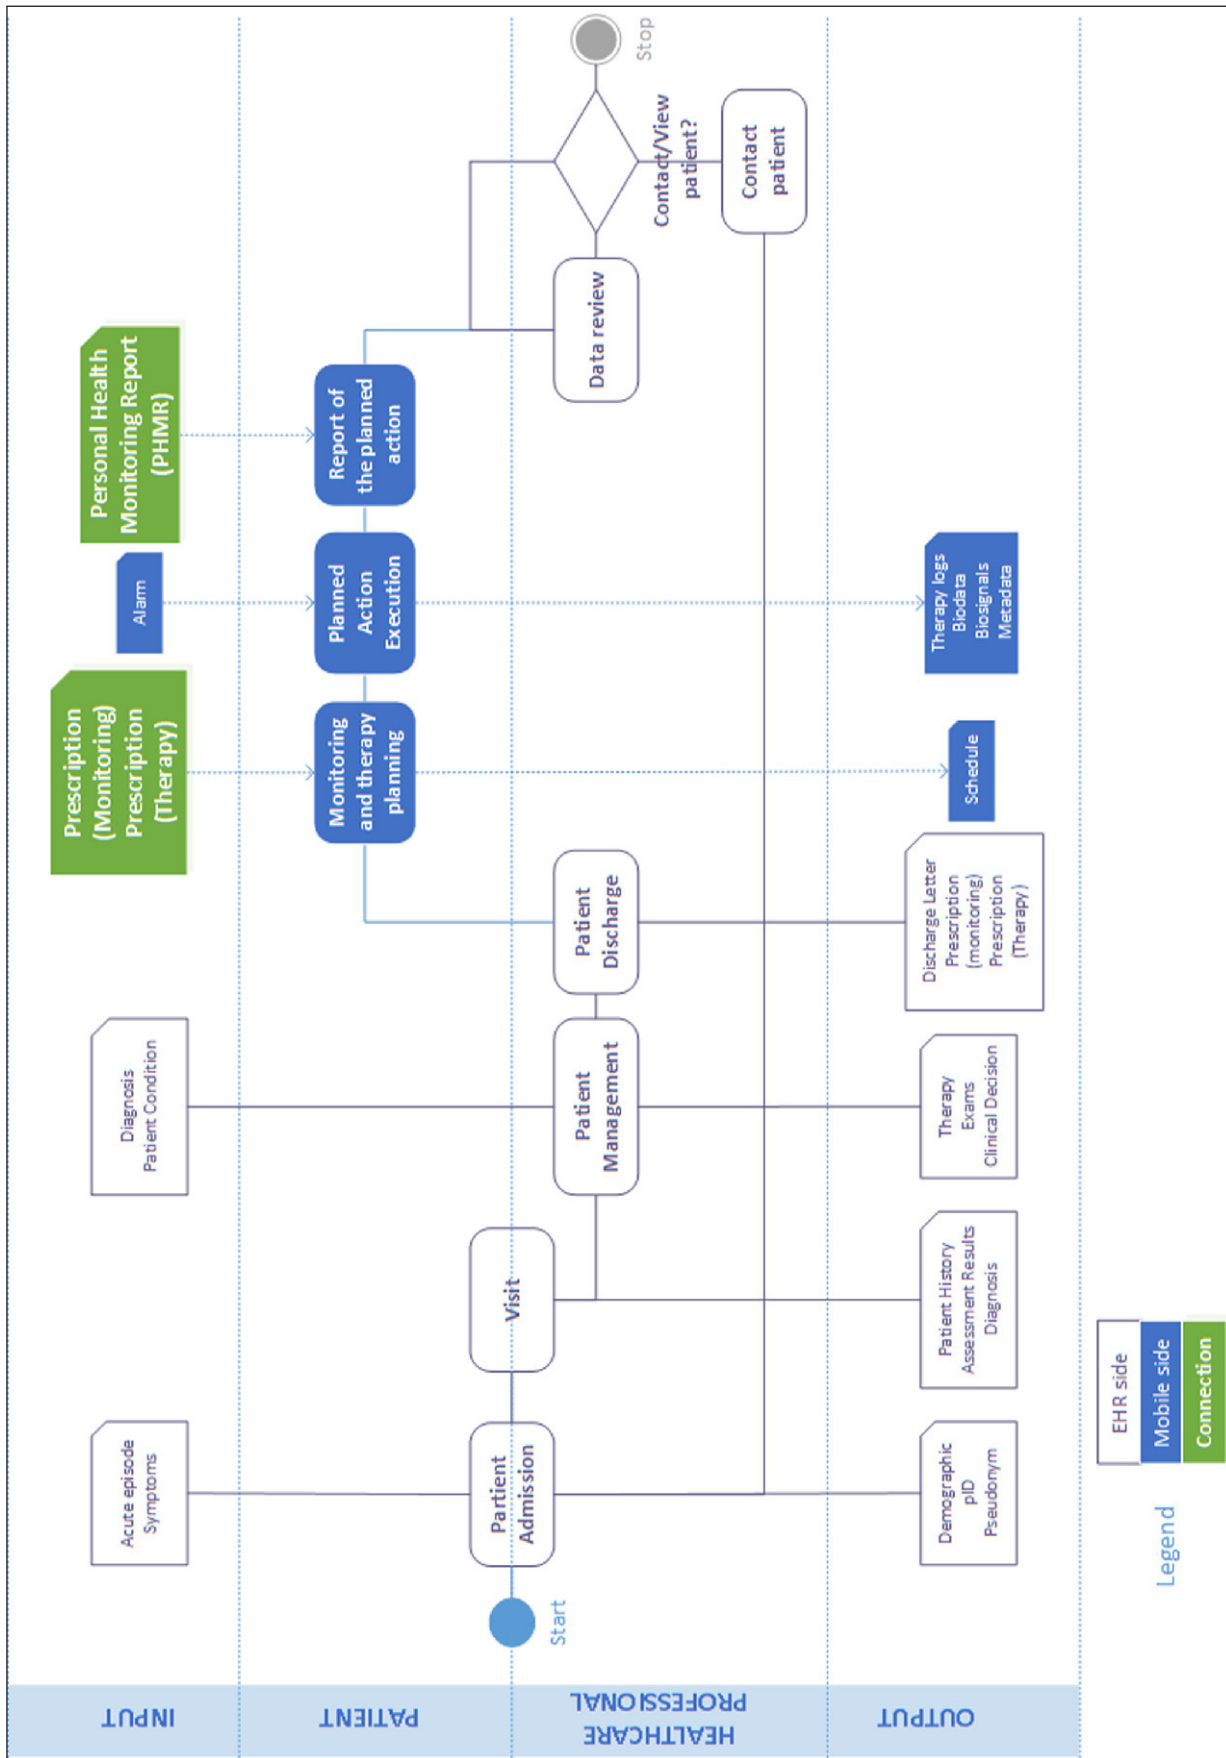 INPUT
PATIENT
HEALTHCARE
PROFESSIONAL
OUTPUT
Start
Acute episode
Symptoms
Partient
Admission
Demographic
pID
Pseudonym
Visit
Patient History
Assessment Results
Diagnosis
Diagnosis
Patient Condition
Patient
Management
Therapy
Exams
Clinical Decision
Patient
Discharge
Discharge Letter
Prescription
(monitoring)
Prescription
(Therapy)
Prescription
(Monitoring)
Prescription
(Therapy)
Monitoring
and therapy
planning
Schedule
Alarm
Planned
Action
Execution
Therapy logs
Biodata
Biosignals
Metadata
Personal Health
Monitoring Report
(PHMR)
Report of
the planned
action
Data review
Contact/View
patient?
Contact
patient
Stop
Legend
EHR side
Mobile side
Connection